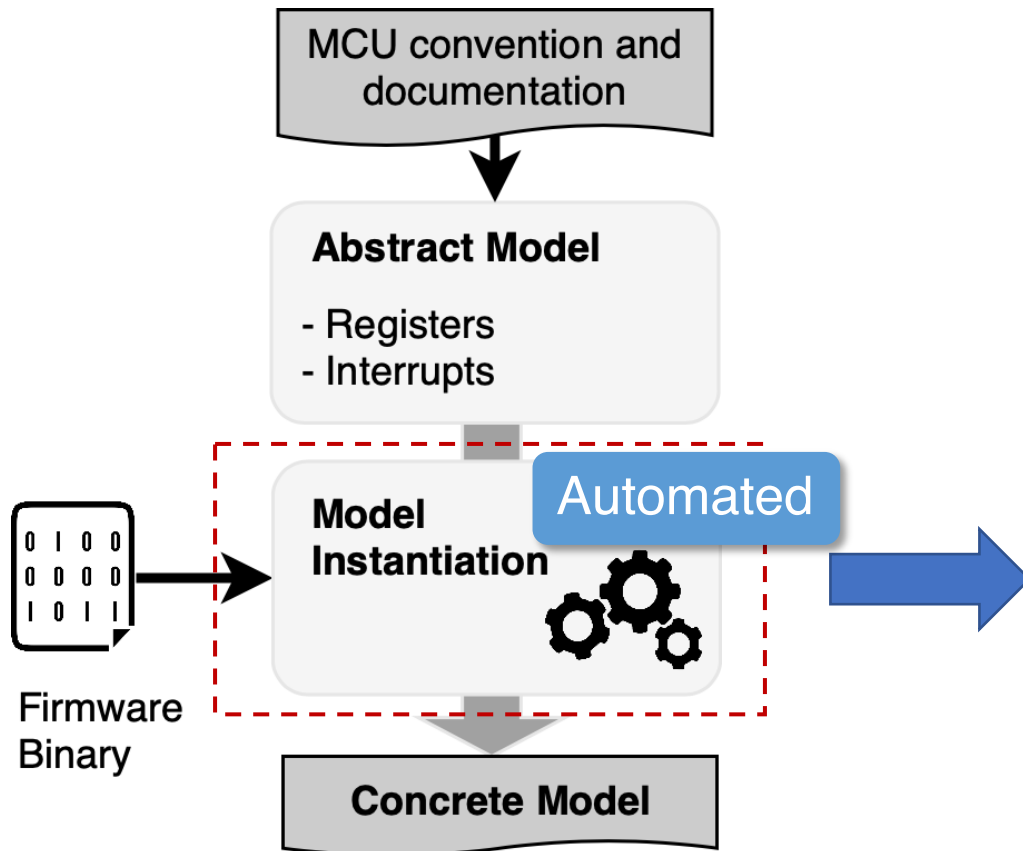 MCU convention and
documentation
Abstract Model
- Registers
- Interrupts
Automated
Model
Instantiation
0 1 0 0
0 0 0 0
1 0 1 1
Firmware
Binary
Concrete Model